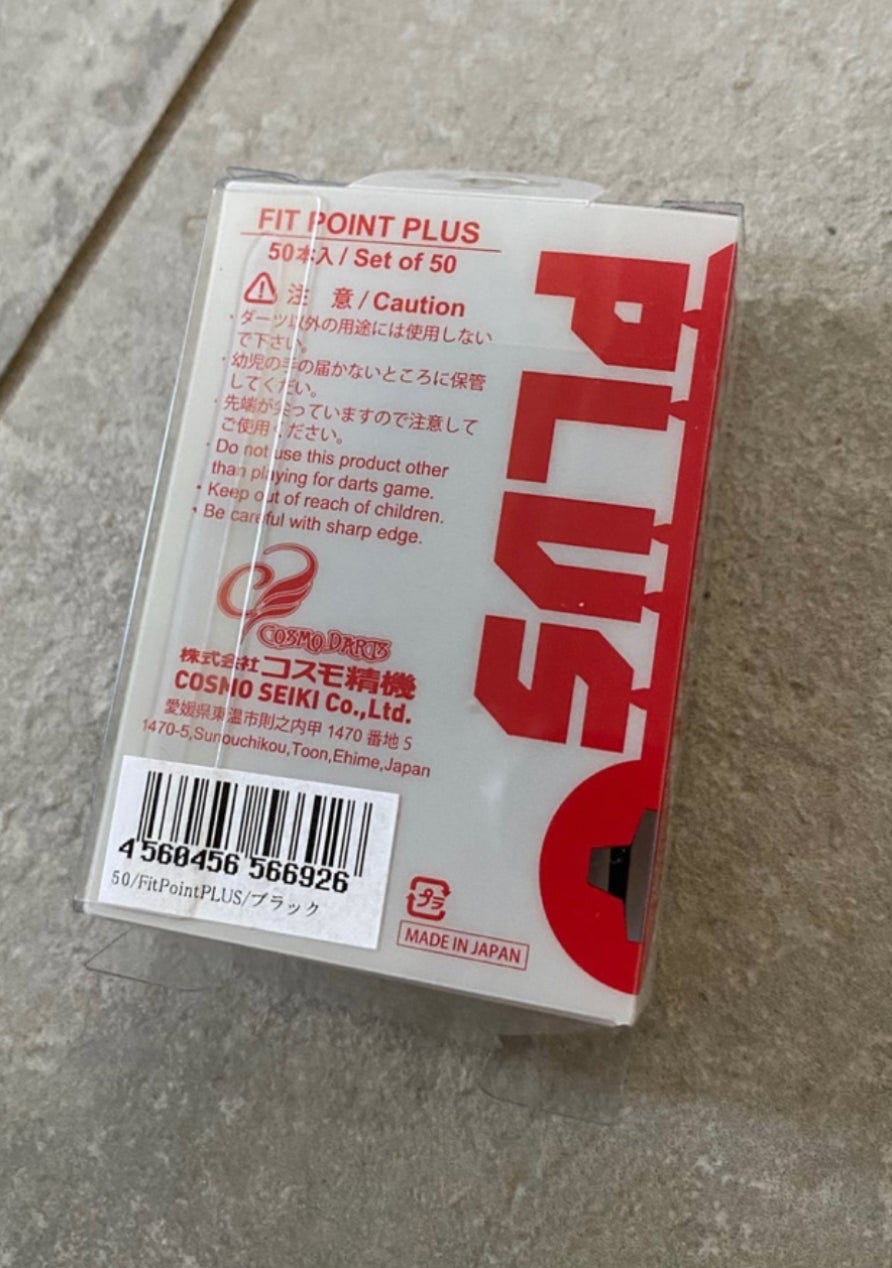 FIT POINT PLUS
50本入 / Set of 50
注 意 / Caution
・ダーツ以外の用途には使用しない
で下さい。
・幼児の手の届かないところに保管
してください。
・先端が尖っていますので注意して
ご使用ください。
・Do not use this product other
than playing for darts game.
・Keep out of reach of children.
・Be careful with sharp edge.
COSMO DARTS
株式会社コスモ精機
COSMO SEIKI Co.,Ltd.
愛媛県東温市則之内甲 1470 番地 5
1470-5,Sunouchikou,Toon,Ehime,Japan
4 560456 566926
50/FitPointPLUS/ブラック
プラ
MADE IN JAPAN
PLUS